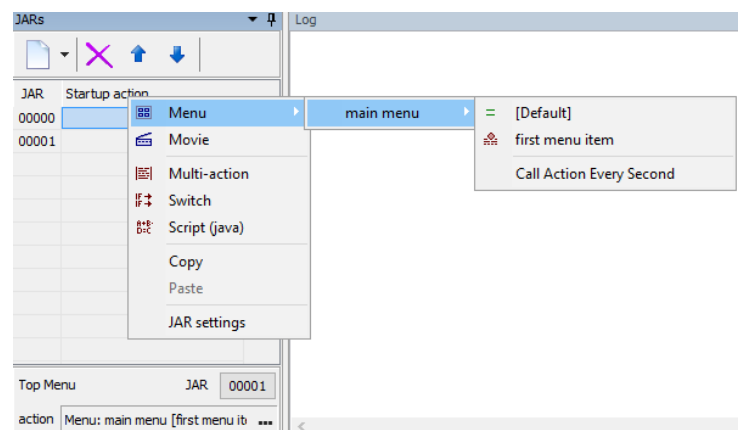 JARs
Log
JAR Startup action
00000
00001
Menu
Movie
Multi-action
Switch
Script (java)
Copy
Paste
JAR settings
main menu
[Default]
first menu item
Call Action Every Second
Top Menu JAR 00001
action Menu: main menu [first menu it ...